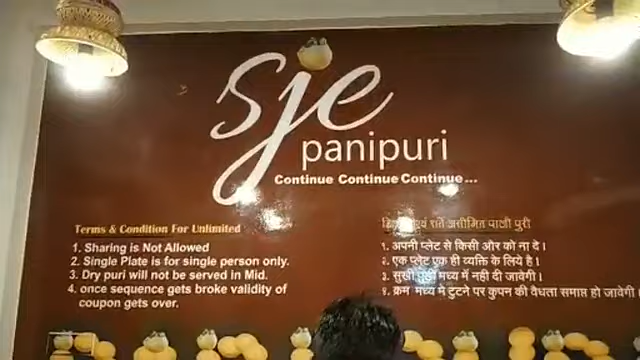 sje
panipuri
Continue Continue Continue...
Terms & Condition For Unlimited
1. Sharing is Not Allowed
2. Single Plate is for single person only.
3. Dry puri will not be served in Mid.
4. once sequence gets broke validity of
coupon gets over.
एवं शर्ते असीमित पानी पुरी
१. अपनी प्लेट से किसी ओर को ना दे।
२. एक प्लेट एक ही व्यक्ति के लिये है।
३. सुखी पुड़ी मध्य में नही दी जावेगी।
४. क्रम मध्य मे टुटने पर कुपन की वैधता समाप्त हो जावेगी।